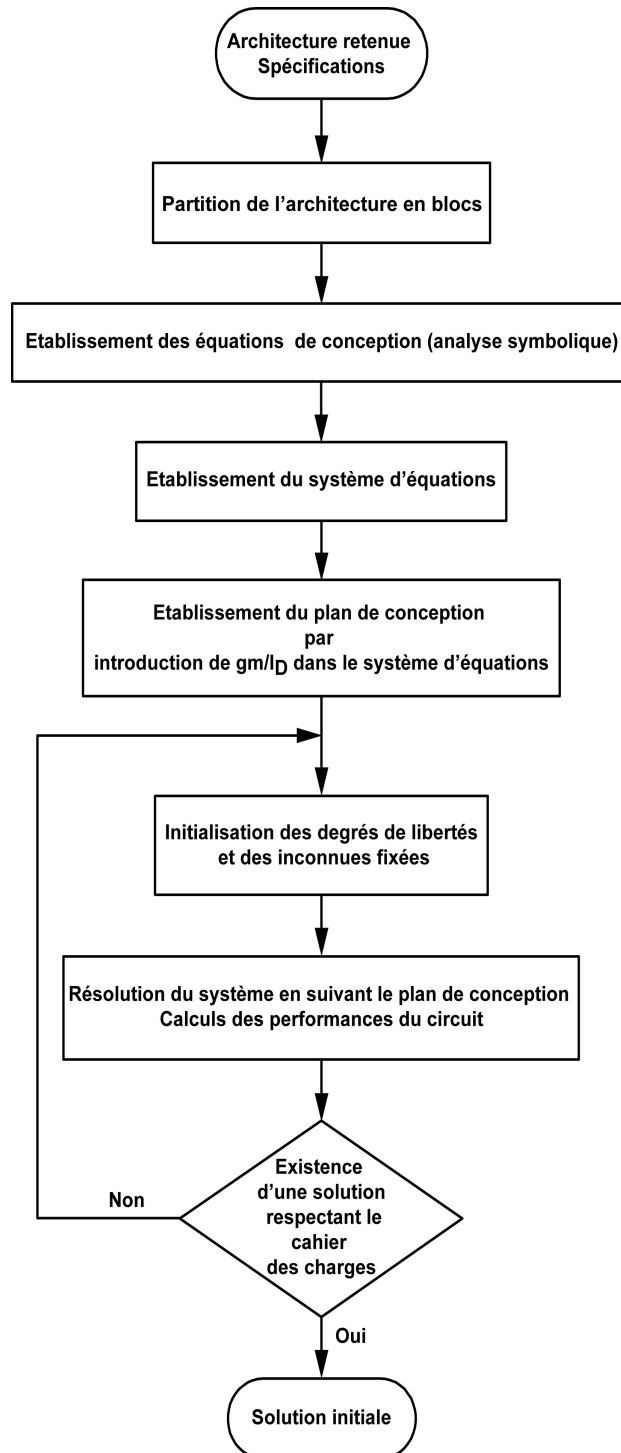 Architecture retenue
Spécifications
Partition de l'architecture en blocs
Etablissement des équations de conception (analyse symbolique)
Etablissement du système d'équations
Etablissement du plan de conception
par
introduction de gm/ID dans le système d'équations
Initialisation des degrés de libertés
et des inconnues fixées
Résolution du système en suivant le plan de conception
Calculs des performances du circuit
Existence
d'une solution
respectant le
cahier
des charges
Non
Oui
Solution initiale